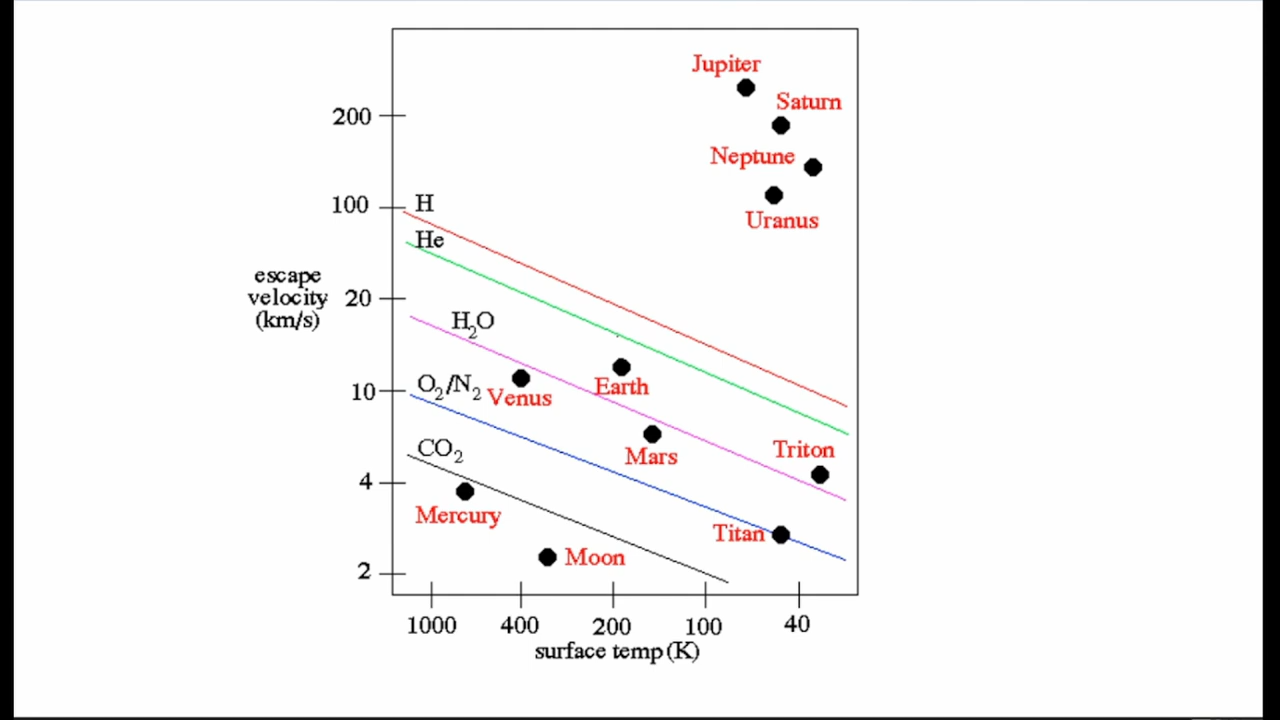 Jupiter
Saturn
200
Neptune
100
H
Uranus
He
escape
velocity
(km/s)
20
H₂O
10
O₂/N₂
Venus
Earth
Mars
Triton
CO₂
4
Mercury
Titan
Moon
2
1000 400 200 100 40
surface temp (K)